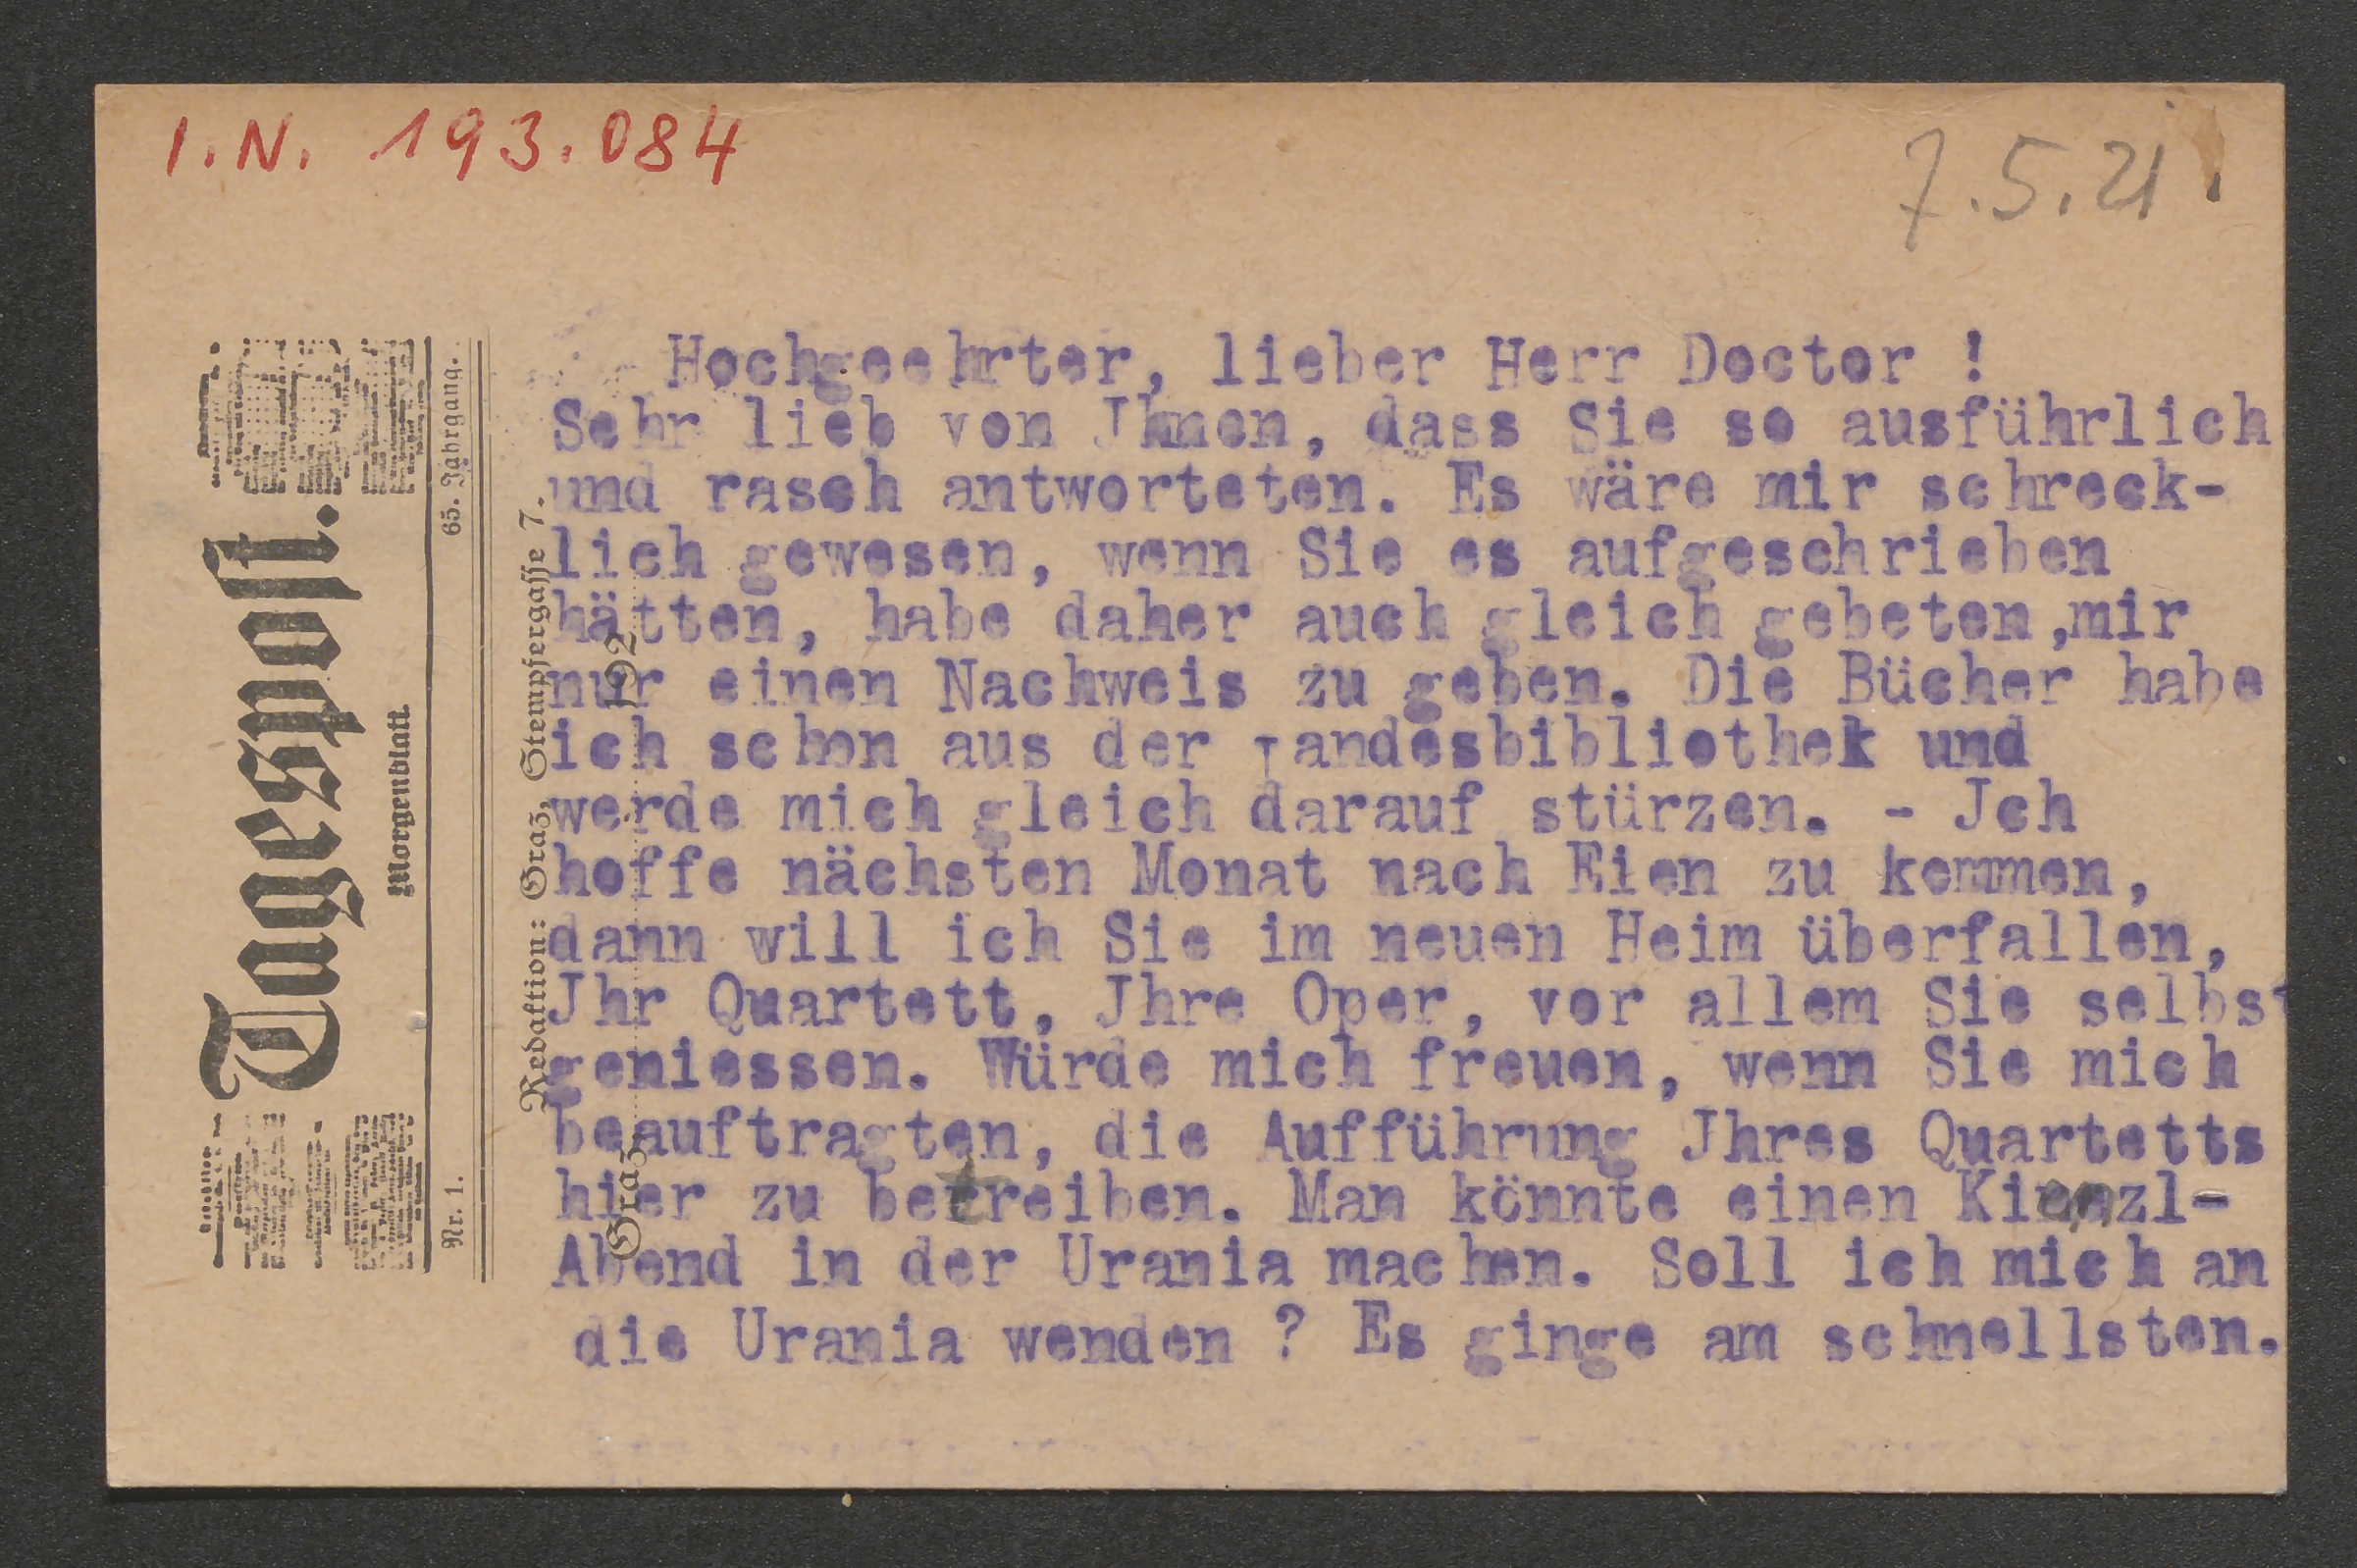 I.N. 193.084
7.5.21
Tagespost.
Morgenblatt
Nr. 1.
65. Jahrgang.
Redaktion: Graz, Stempfergasse 7.
Graz, 192
Hochgeehrter, lieber Herr Doctor !
Sehr lieb von Jhnen, dass Sie so ausführlich
und rasch antworteten. Es wäre mir schreck-
lich gewesen, wenn Sie es aufgeschrieben
hätten, habe daher auch gleich gebeten,mir
nur einen Nachweis zu geben. Die Bücher habe
ich schon aus der Landesbibliothek und
werde mich gleich darauf stürzen. - Jch
hoffe nächsten Monat nach Eien zu kommen,
dann will ich Sie im neuen Heim überfallen,
Jhr Quartett, Jhre Oper, vor allem Sie selbst
geniessen. Würde mich freuen, wenn Sie mich
beauftragten, die Aufführung Jhres Quartetts
hier zu betreiben. Man könnte einen Kienzl-
Abend in der Urania machen. Soll ich mich an
die Urania wenden ? Es ginge am schnellsten.